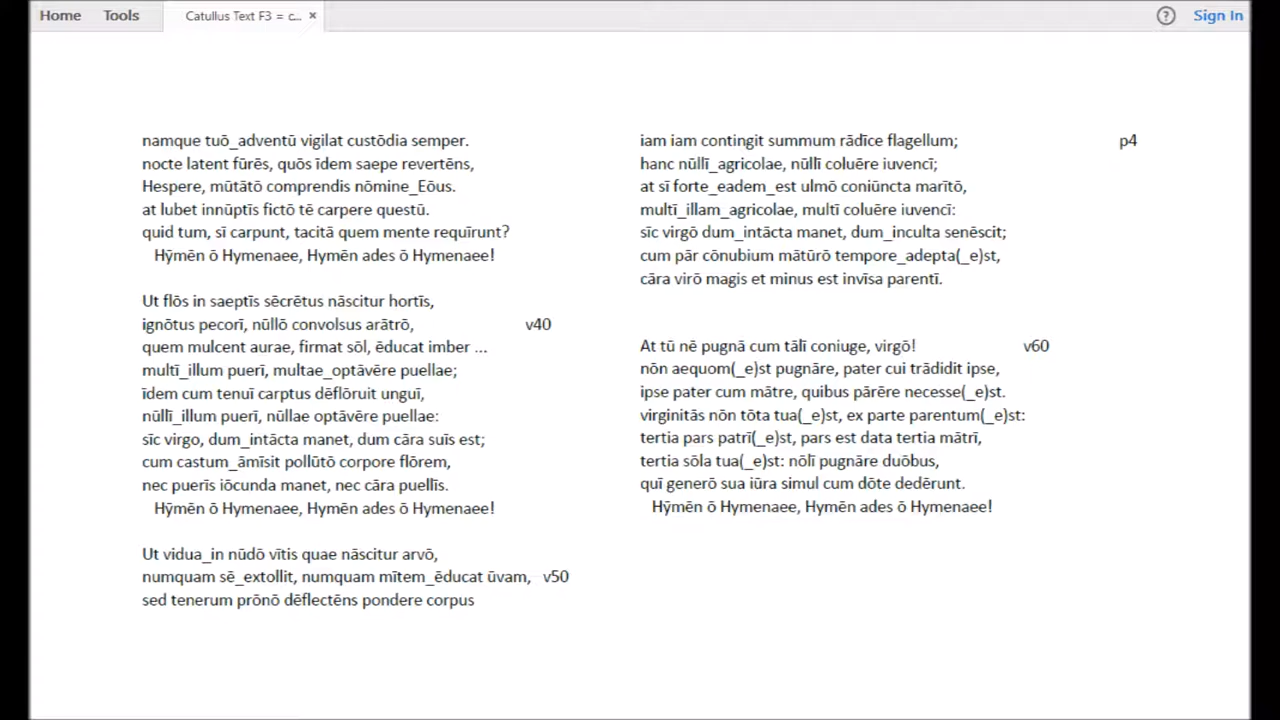 Home Tools Catullus Text F3 = c... × ? Sign In
namque tuō_adventū vigilat custōdia semper.
nocte latent fūrēs, quōs īdem saepe revertēns,
Hespere, mūtātō comprendis nōmine_Eōus.
at lubet innūptīs fictō tē carpere questū.
quid tum, sī carpunt, tacitā quem mente requīrunt?
Hȳmēn ō Hymenaee, Hymēn ades ō Hymenaee!
Ut flōs in saeptīs sēcrētus nāscitur hortīs,
ignōtus pecorī, nūllō convolsus arātrō, v40
quem mulcent aurae, firmat sōl, ēducat imber ...
multī_illum puerī, multae_optāvēre puellae;
īdem cum tenuī carptus dēflōruit unguī,
nūllī_illum puerī, nūllae optāvēre puellae:
sīc virgo, dum_intācta manet, dum cāra suīs est;
cum castum_āmīsit pollūtō corpore flōrem,
nec puerīs iōcunda manet, nec cāra puellīs.
Hȳmēn ō Hymenaee, Hymēn ades ō Hymenaee!
Ut vidua_in nūdō vītis quae nāscitur arvō,
numquam sē_extollit, numquam mītem_ēducat ūvam, v50
sed tenerum prōnō dēflectēns pondere corpus
iam iam contingit summum rādīce flagellum; p4
hanc nūllī_agricolae, nūllī coluēre iuvencī;
at sī forte_eadem_est ulmō coniūncta marītō,
multī_illam_agricolae, multī coluēre iuvencī:
sīc virgō dum_intācta manet, dum_inculta senēscit;
cum pār cōnubium mātūrō tempore_adepta(_e)st,
cāra virō magis et minus est invīsa parentī.
At tū nē pugnā cum tālī coniuge, virgō! v60
nōn aequom(_e)st pugnāre, pater cui trādidit ipse,
ipse pater cum mātre, quibus pārēre necesse(_e)st.
virginitās nōn tōta tua(_e)st, ex parte parentum(_e)st:
tertia pars patrī(_e)st, pars est data tertia mātrī,
tertia sōla tua(_e)st: nōlī pugnāre duōbus,
quī generō sua iūra simul cum dōte dedērunt.
Hȳmēn ō Hymenaee, Hymēn ades ō Hymenaee!